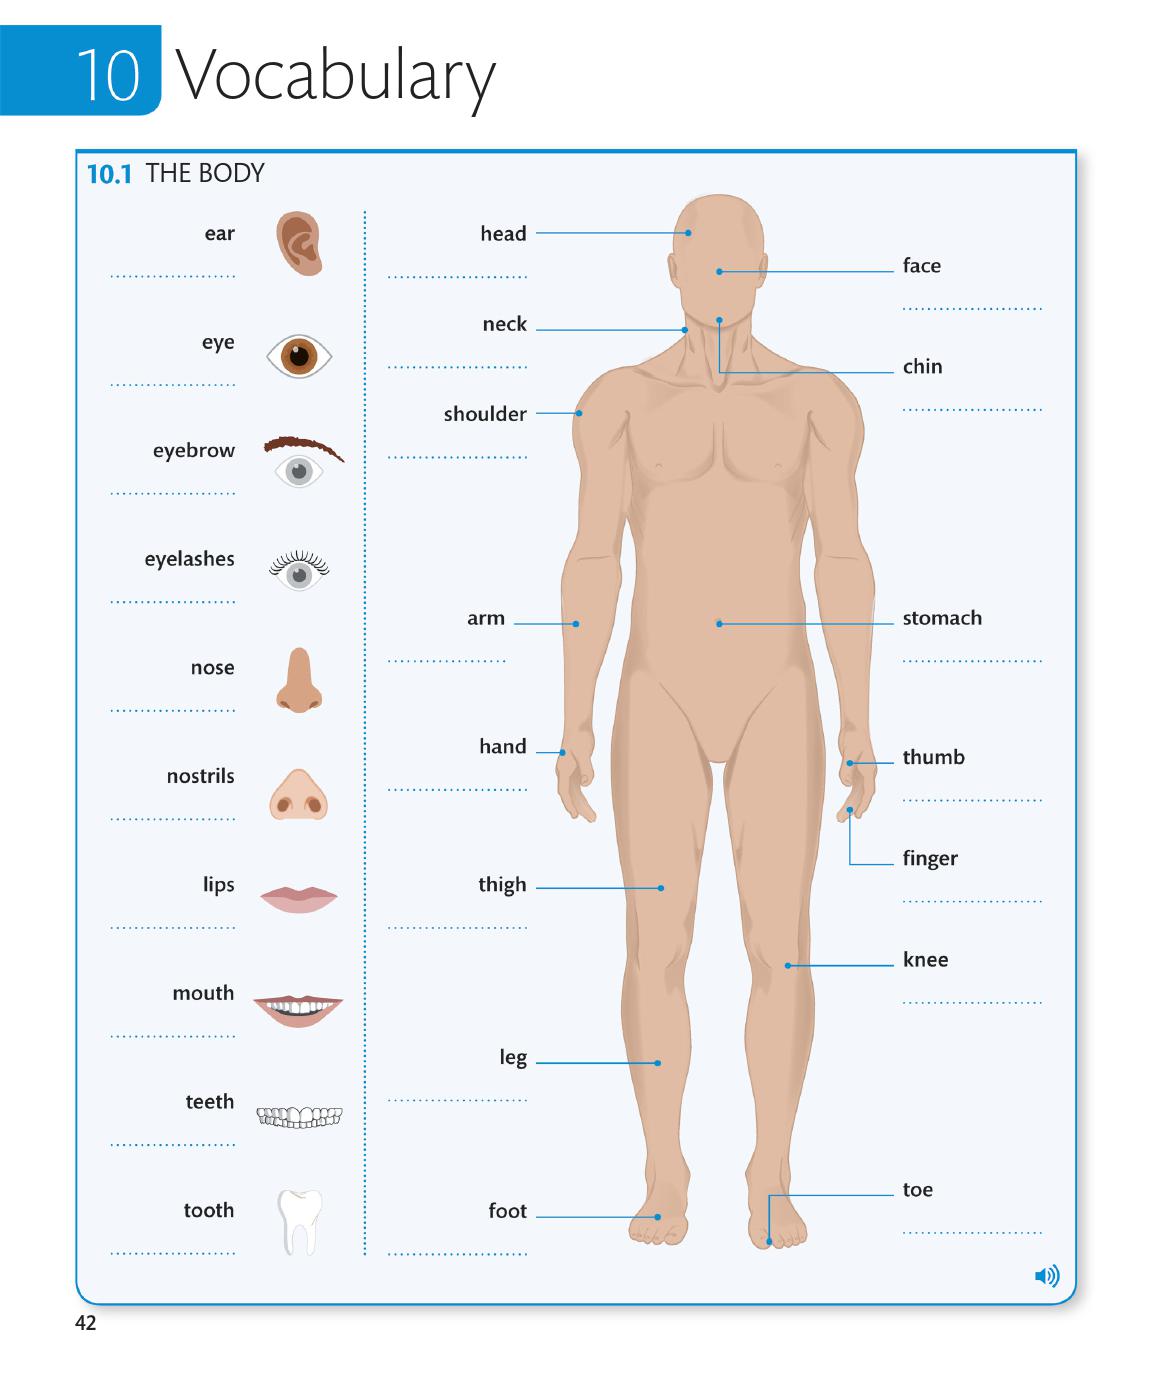 10 Vocabulary
10.1 THE BODY
ear
eye
eyebrow
eyelashes
nose
nostrils
lips
mouth
teeth
tooth
head
neck
shoulder
arm
hand
thigh
leg
foot
face
chin
stomach
thumb
finger
knee
toe
42